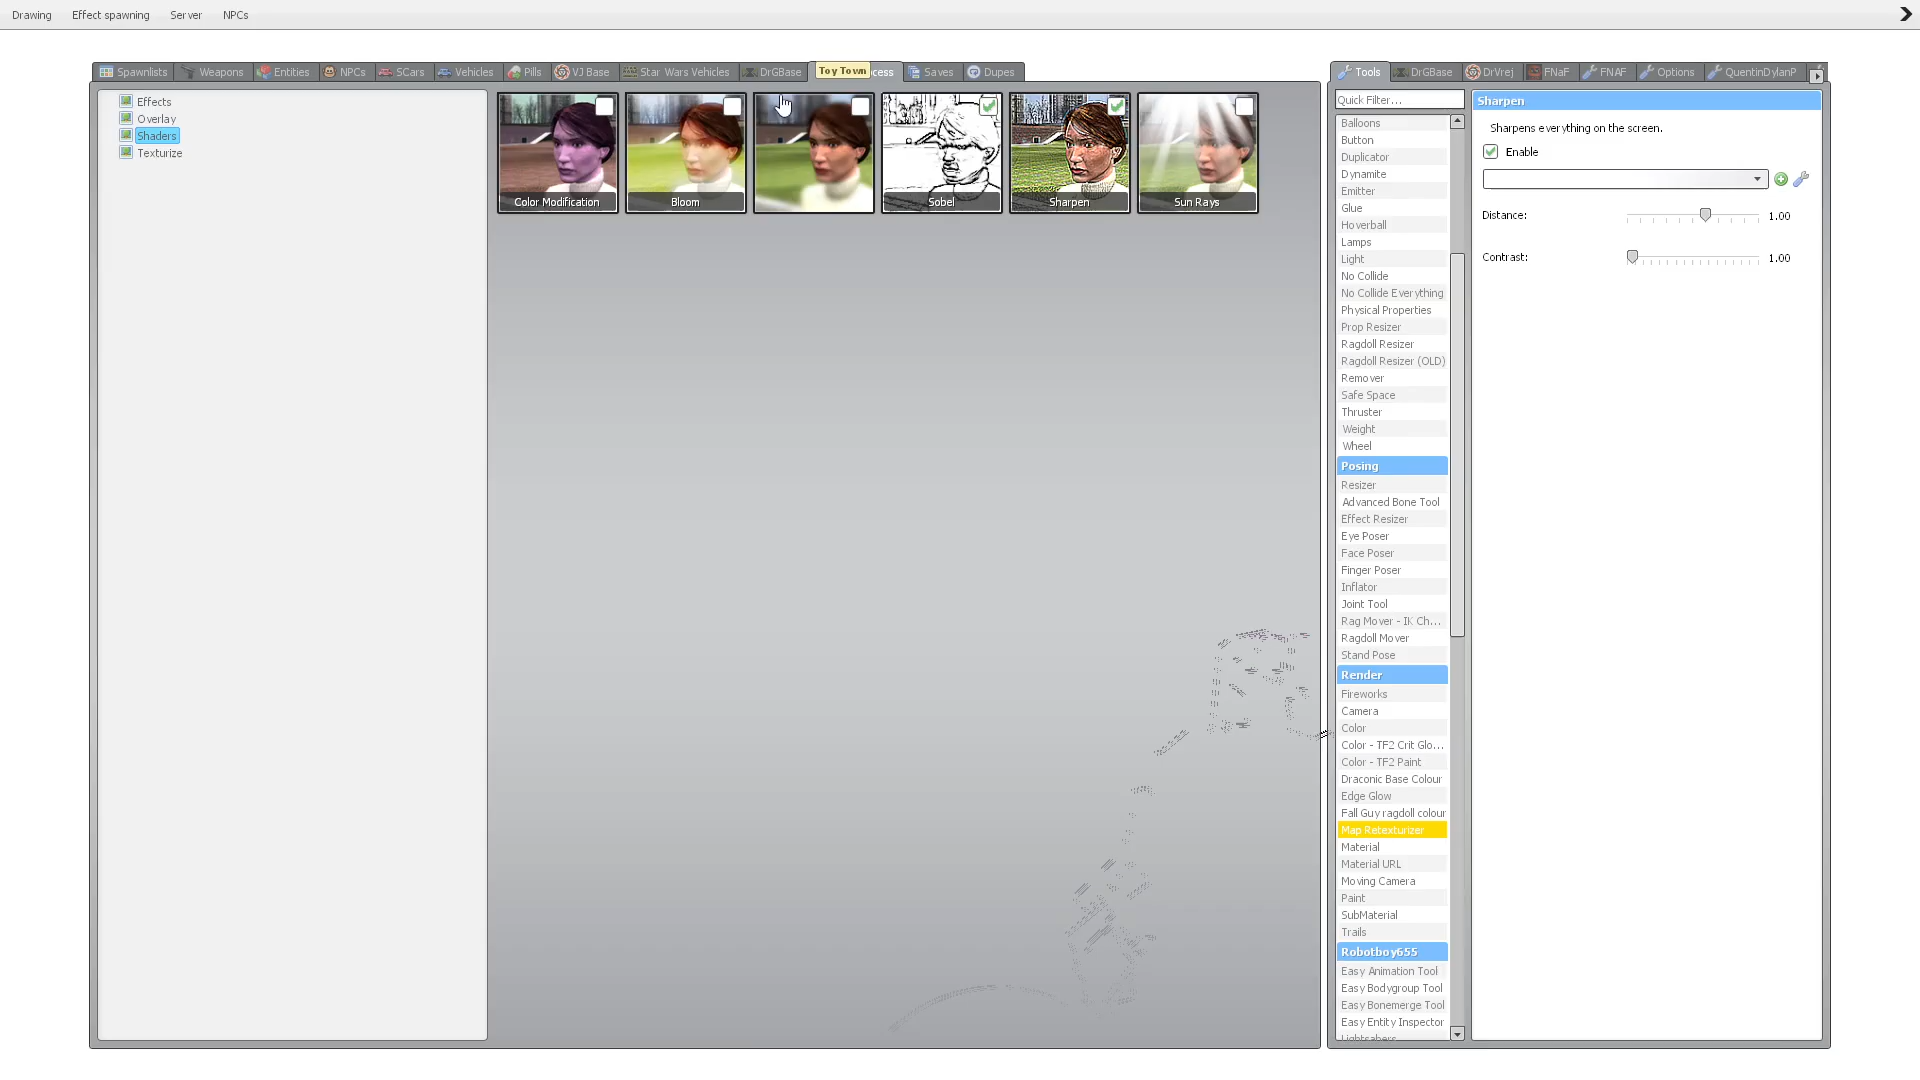 Drawing Effect spawning Server NPCs
Spawnlists Weapons Entities NPCs SCars Vehicles Pills VJ Base Star Wars Vehicles DrGBase Toy Town cess Saves Dupes
Effects
Overlay
Shaders
Texturize
Color Modification Bloom Sobel Sharpen Sun Rays
Tools DrGBase DrVrej FNaF FNAF Options QuentinDylanP
Quick Filter...
Balloons
Button
Duplicator
Dynamite
Emitter
Glue
Hoverball
Lamps
Light
No Collide
No Collide Everything
Physical Properties
Prop Resizer
Ragdoll Resizer
Ragdoll Resizer (OLD)
Remover
Safe Space
Thruster
Weight
Wheel
Posing
Resizer
Advanced Bone Tool
Effect Resizer
Eye Poser
Face Poser
Finger Poser
Inflator
Joint Tool
Rag Mover - IK Ch...
Ragdoll Mover
Stand Pose
Render
Fireworks
Camera
Color
Color - TF2 Crit Glo...
Color - TF2 Paint
Draconic Base Colour
Edge Glow
Fall Guy ragdoll colour
Map Retexturizer
Material
Material URL
Moving Camera
Paint
SubMaterial
Trails
Robotboy655
Easy Animation Tool
Easy Bodygroup Tool
Easy Bonemerge Tool
Easy Entity Inspector
Lightsabers
Sharpen
Sharpens everything on the screen.
Enable
Distance: 1.00
Contrast: 1.00